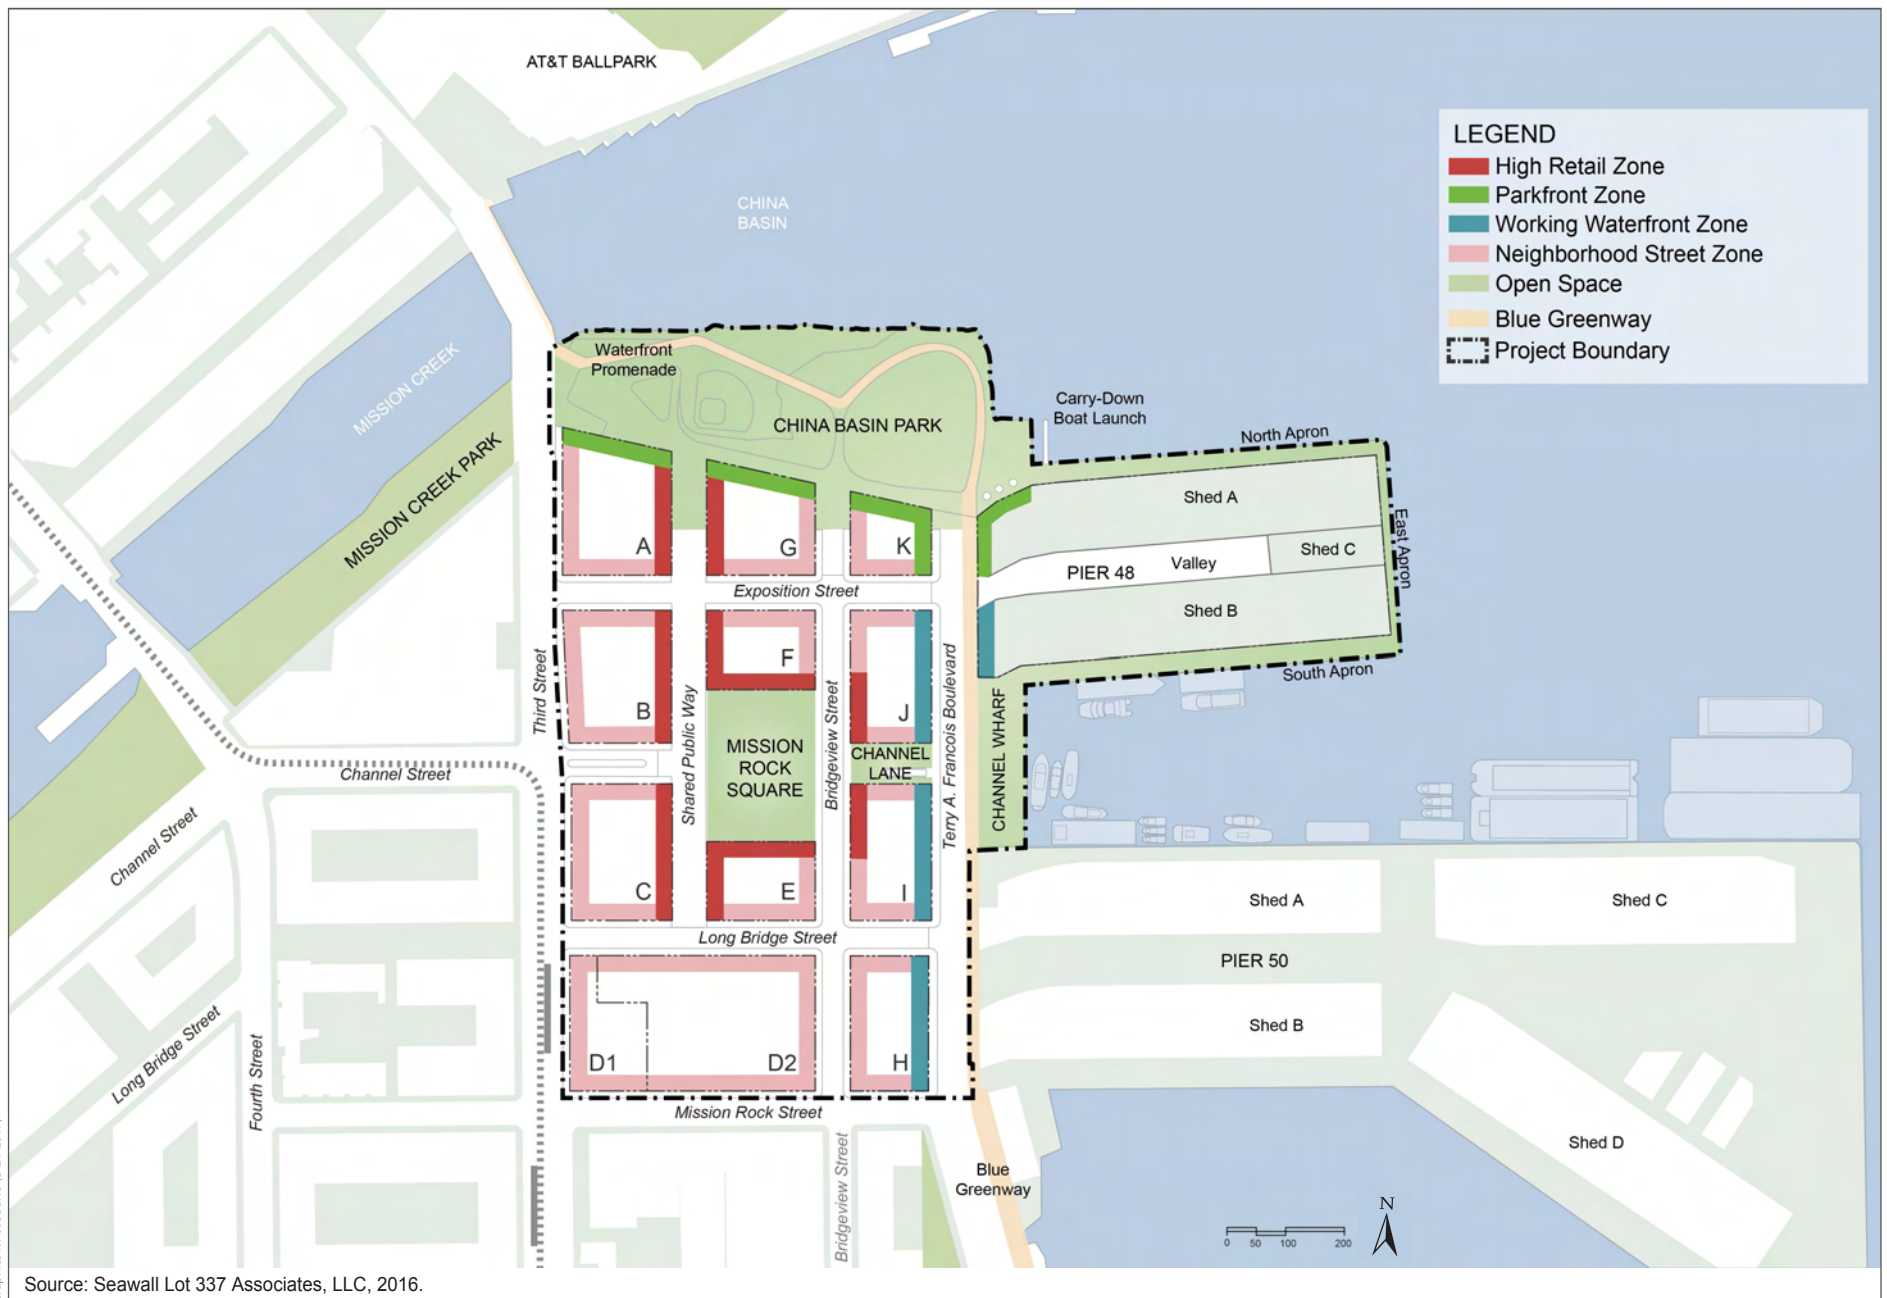 AT&T BALLPARK
CHINA
BASIN
LEGEND
High Retail Zone
Parkfront Zone
Working Waterfront Zone
Neighborhood Street Zone
Open Space
Blue Greenway
Project Boundary
MISSION CREEK
MISSION CREEK PARK
Waterfront
Promenade
CHINA BASIN PARK
Carry-Down
Boat Launch
North Apron
East Apron
South Apron
Shed A
Shed C
Valley
PIER 48
Shed B
A
G
K
Exposition Street
B
F
J
Third Street
Shared Public Way
Bridgeview Street
Terry A. Francois Boulevard
MISSION
ROCK
SQUARE
CHANNEL
LANE
CHANNEL WHARF
Channel Street
Channel Street
C
E
I
Long Bridge Street
D1
D2
H
Mission Rock Street
Long Bridge Street
Fourth Street
Bridgeview Street
Shed A
Shed C
PIER 50
Shed B
Shed D
Blue
Greenway
N
0 50 100 200
Source: Seawall Lot 337 Associates, LLC, 2016.